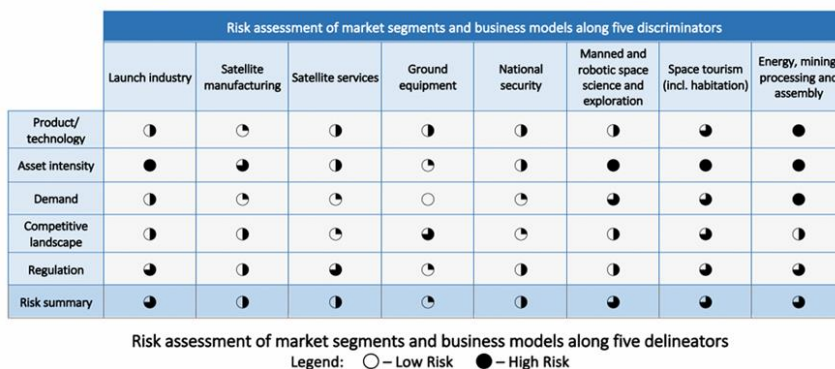 Risk assessment of market segments and business models along five discriminators
Launch industry
Satellite
manufacturing
Satellite services
Ground
equipment
National
security
Manned and
robotic space
science and
exploration
Space tourism
(incl. habitation)
Energy, mining
processing and
assembly
Product/
technology
Asset intensity
Demand
Competitive
landscape
Regulation
Risk summary
Risk assessment of market segments and business models along five delineators
Legend: – Low Risk – High Risk